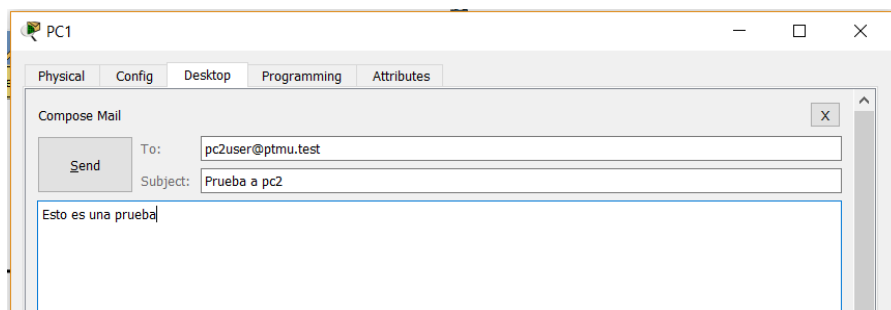 PC1
Physical Config Desktop Programming Attributes
Compose Mail
X
Send
To: pc2user@ptmu.test
Subject: Prueba a pc2
Esto es una prueba